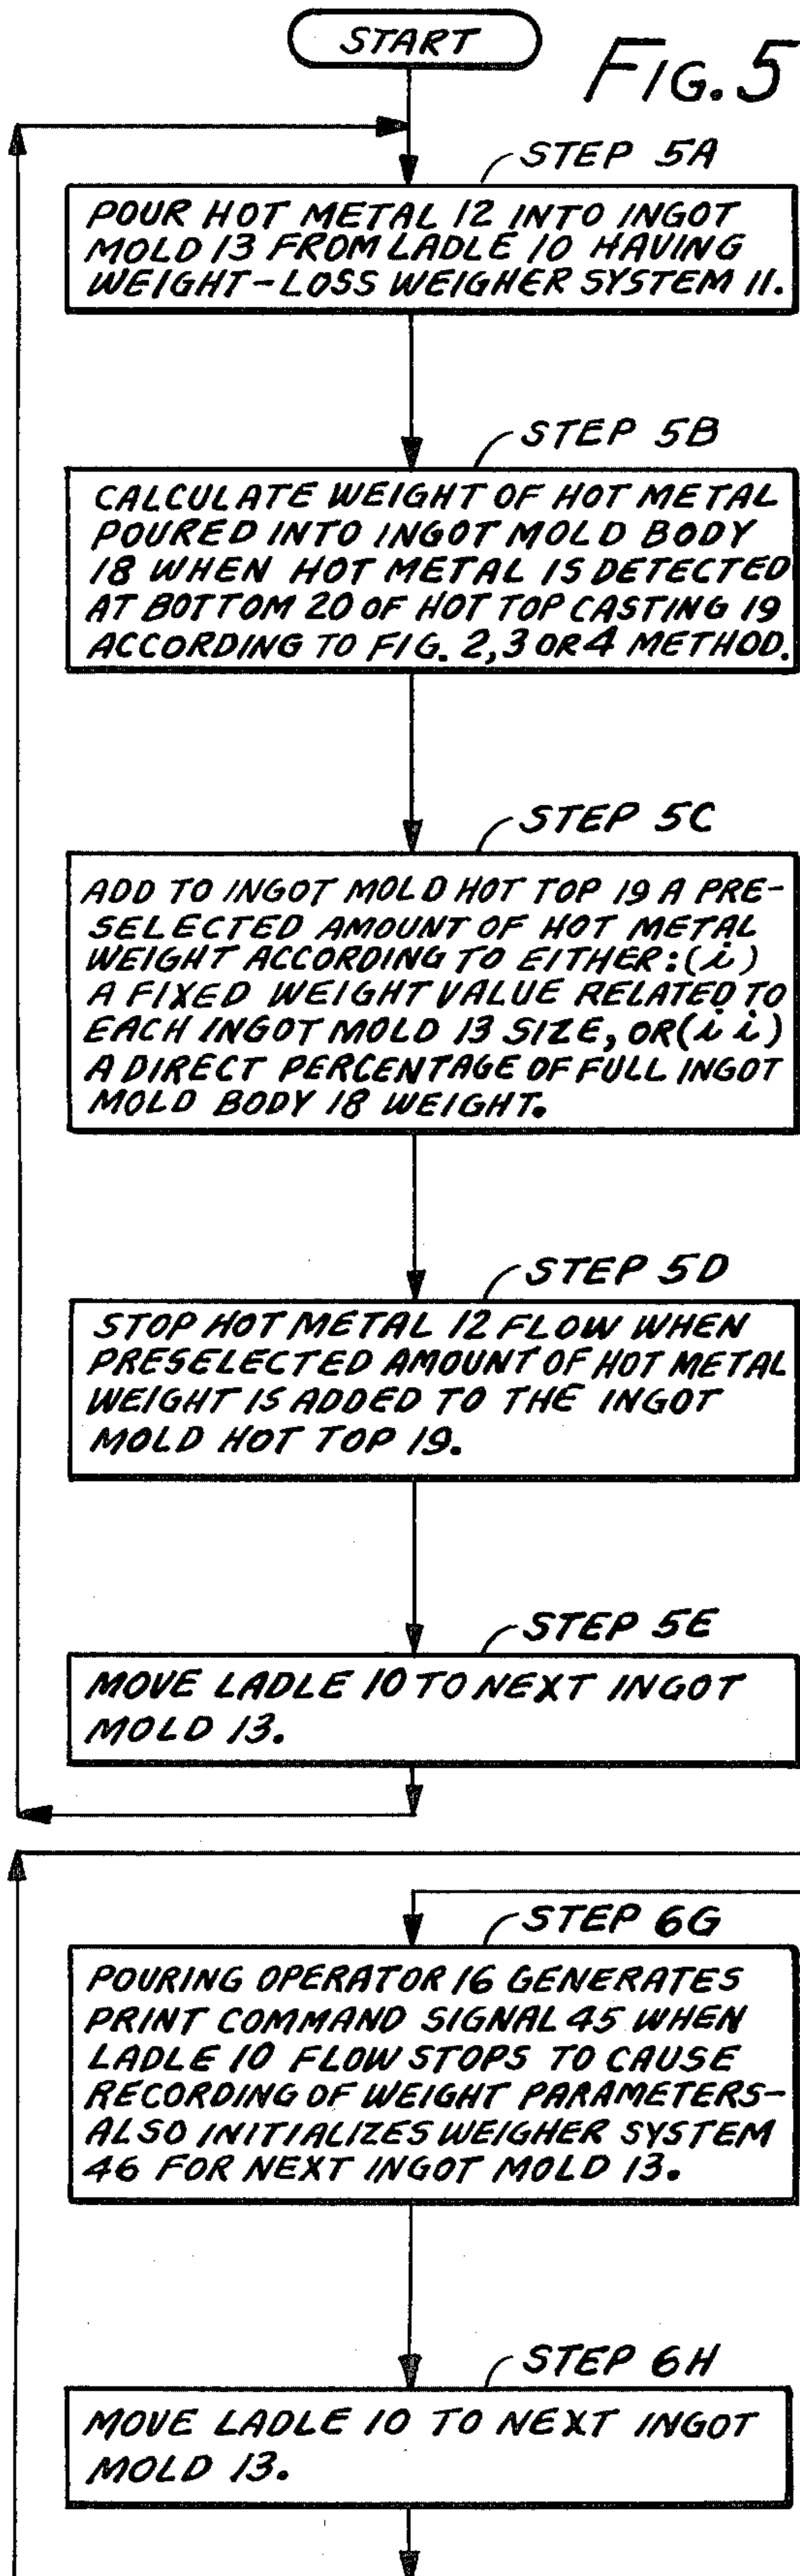 START
FIG. 5
STEP 5A
POUR HOT METAL 12 INTO INGOT
MOLD 13 FROM LADLE 10 HAVING
WEIGHT-LOSS WEIGHER SYSTEM 11.
STEP 5B
CALCULATE WEIGHT OF HOT METAL
POURED INTO INGOT MOLD BODY
18 WHEN HOT METAL IS DETECTED
AT BOTTOM 20 OF HOT TOP CASTING 19
ACCORDING TO FIG. 2, 3 OR 4 METHOD.
STEP 5C
ADD TO INGOT MOLD HOT TOP 19 A PRE-
SELECTED AMOUNT OF HOT METAL
WEIGHT ACCORDING TO EITHER: (i)
A FIXED WEIGHT VALUE RELATED TO
EACH INGOT MOLD 13 SIZE, OR (ii)
A DIRECT PERCENTAGE OF FULL INGOT
MOLD BODY 18 WEIGHT.
STEP 5D
STOP HOT METAL 12 FLOW WHEN
PRESELECTED AMOUNT OF HOT METAL
WEIGHT IS ADDED TO THE INGOT
MOLD HOT TOP 19.
STEP 5E
MOVE LADLE 10 TO NEXT INGOT
MOLD 13.
STEP 6G
POURING OPERATOR 16 GENERATES
PRINT COMMAND SIGNAL 45 WHEN
LADLE 10 FLOW STOPS TO CAUSE
RECORDING OF WEIGHT PARAMETERS-
ALSO INITIALIZES WEIGHER SYSTEM
46 FOR NEXT INGOT MOLD 13.
STEP 6H
MOVE LADLE 10 TO NEXT INGOT
MOLD 13.